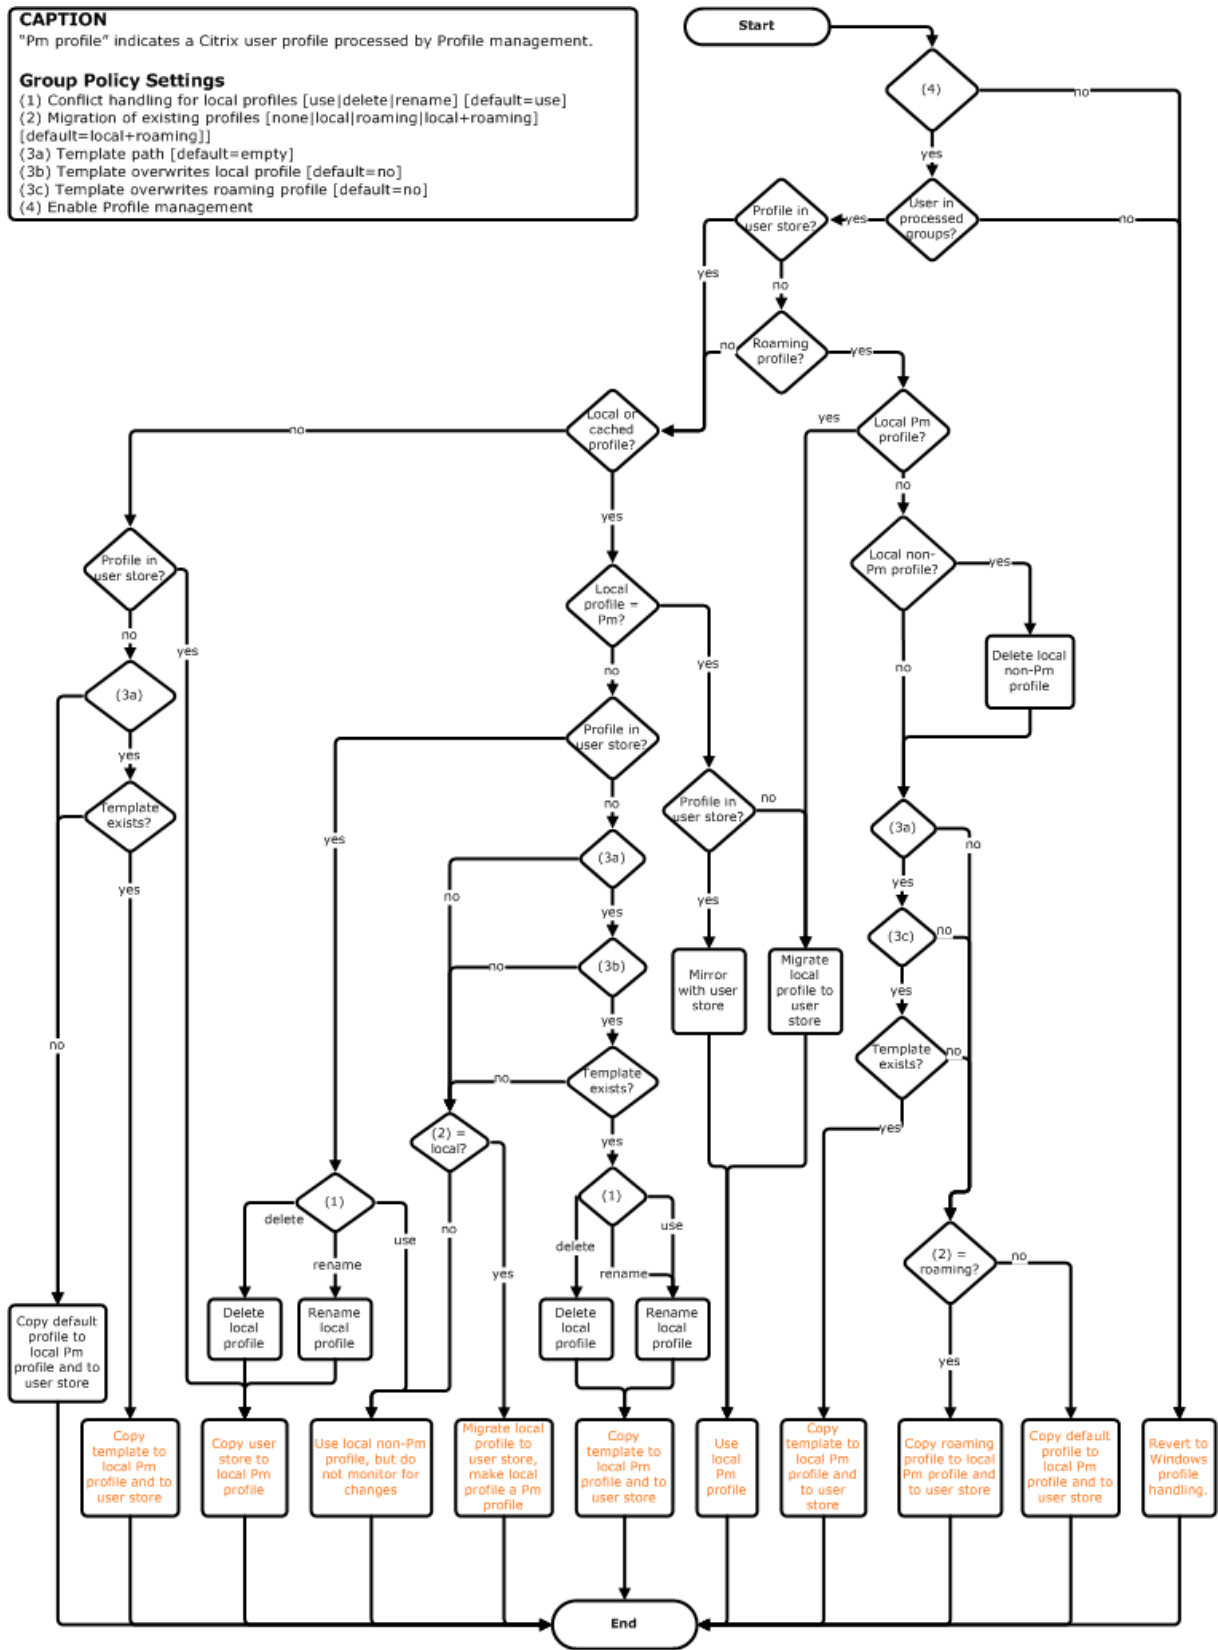 CAPTION
"Pm profile" indicates a Citrix user profile processed by Profile management.
Group Policy Settings
(1) Conflict handling for local profiles [use|delete|rename] [default=use]
(2) Migration of existing profiles [none|local|roaming|local+roaming]
[default=local+roaming]]
(3a) Template path [default=empty]
(3b) Template overwrites local profile [default=no]
(3c) Template overwrites roaming profile [default=no]
(4) Enable Profile management
Start
(4)
no
yes
User in
processed
groups?
no
yes
Profile in
user store?
yes
no
Roaming
profile?
no
yes
Local or
cached
profile?
no
yes
Local Pm
profile?
yes
no
Local non-
Pm profile?
yes
no
Delete local
non-Pm
profile
Profile in
user store?
no
yes
(3a)
yes
no
Template
exists?
yes
Local
profile =
Pm?
yes
no
Profile in
user store?
yes
no
Profile in
user store?
no
yes
(3a)
no
yes
(3b)
no
yes
Template
exists?
no
yes
(2) =
local?
no
yes
(1)
delete
use
rename
(1)
delete
use
rename
Mirror
with user
store
Migrate
local
profile to
user
store
(3a)
no
yes
(3c)
no
yes
Template
exists?
no
yes
(2) =
roaming?
no
yes
Delete
local
profile
Rename
local
profile
Delete
local
profile
Rename
local
profile
Copy default
profile to
local Pm
profile and to
user store
Copy
template to
local Pm
profile and to
user store
Copy user
store to
local Pm
profile
Use local non-Pm
profile, but do
not monitor for
changes
Migrate local
profile to
user store,
make local
profile a Pm
profile
Copy
template to
local Pm
profile and to
user store
Use
local
Pm
profile
Copy
template to
local Pm
profile and
to user
store
Copy roaming
profile to local
Pm profile and
to user store
Copy default
profile to
local Pm
profile and to
user store
Revert to
Windows
profile
handling.
End